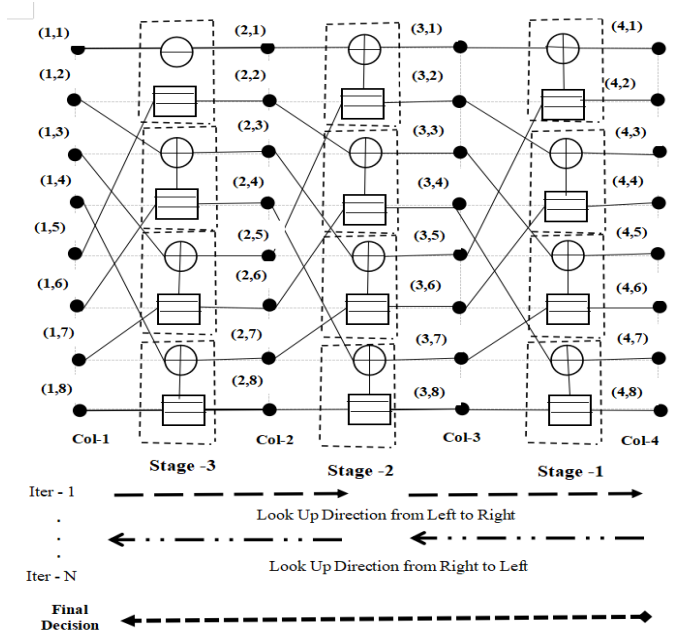 (1,1) (2,1) (3,1) (4,1)
(1,2) (2,2) (3,2) (4,2)
(1,3) (2,3) (3,3) (4,3)
(1,4) (2,4) (3,4) (4,4)
(1,5) (2,5) (3,5) (4,5)
(1,6) (2,6) (3,6) (4,6)
(1,7) (2,7) (3,7) (4,7)
(1,8) (2,8) (3,8) (4,8)
Col-1 Col-2 Col-3 Col-4
Stage -3 Stage -2 Stage -1
Iter - 1
Look Up Direction from Left to Right
.
.
.
Look Up Direction from Right to Left
Iter - N
Final
Decision